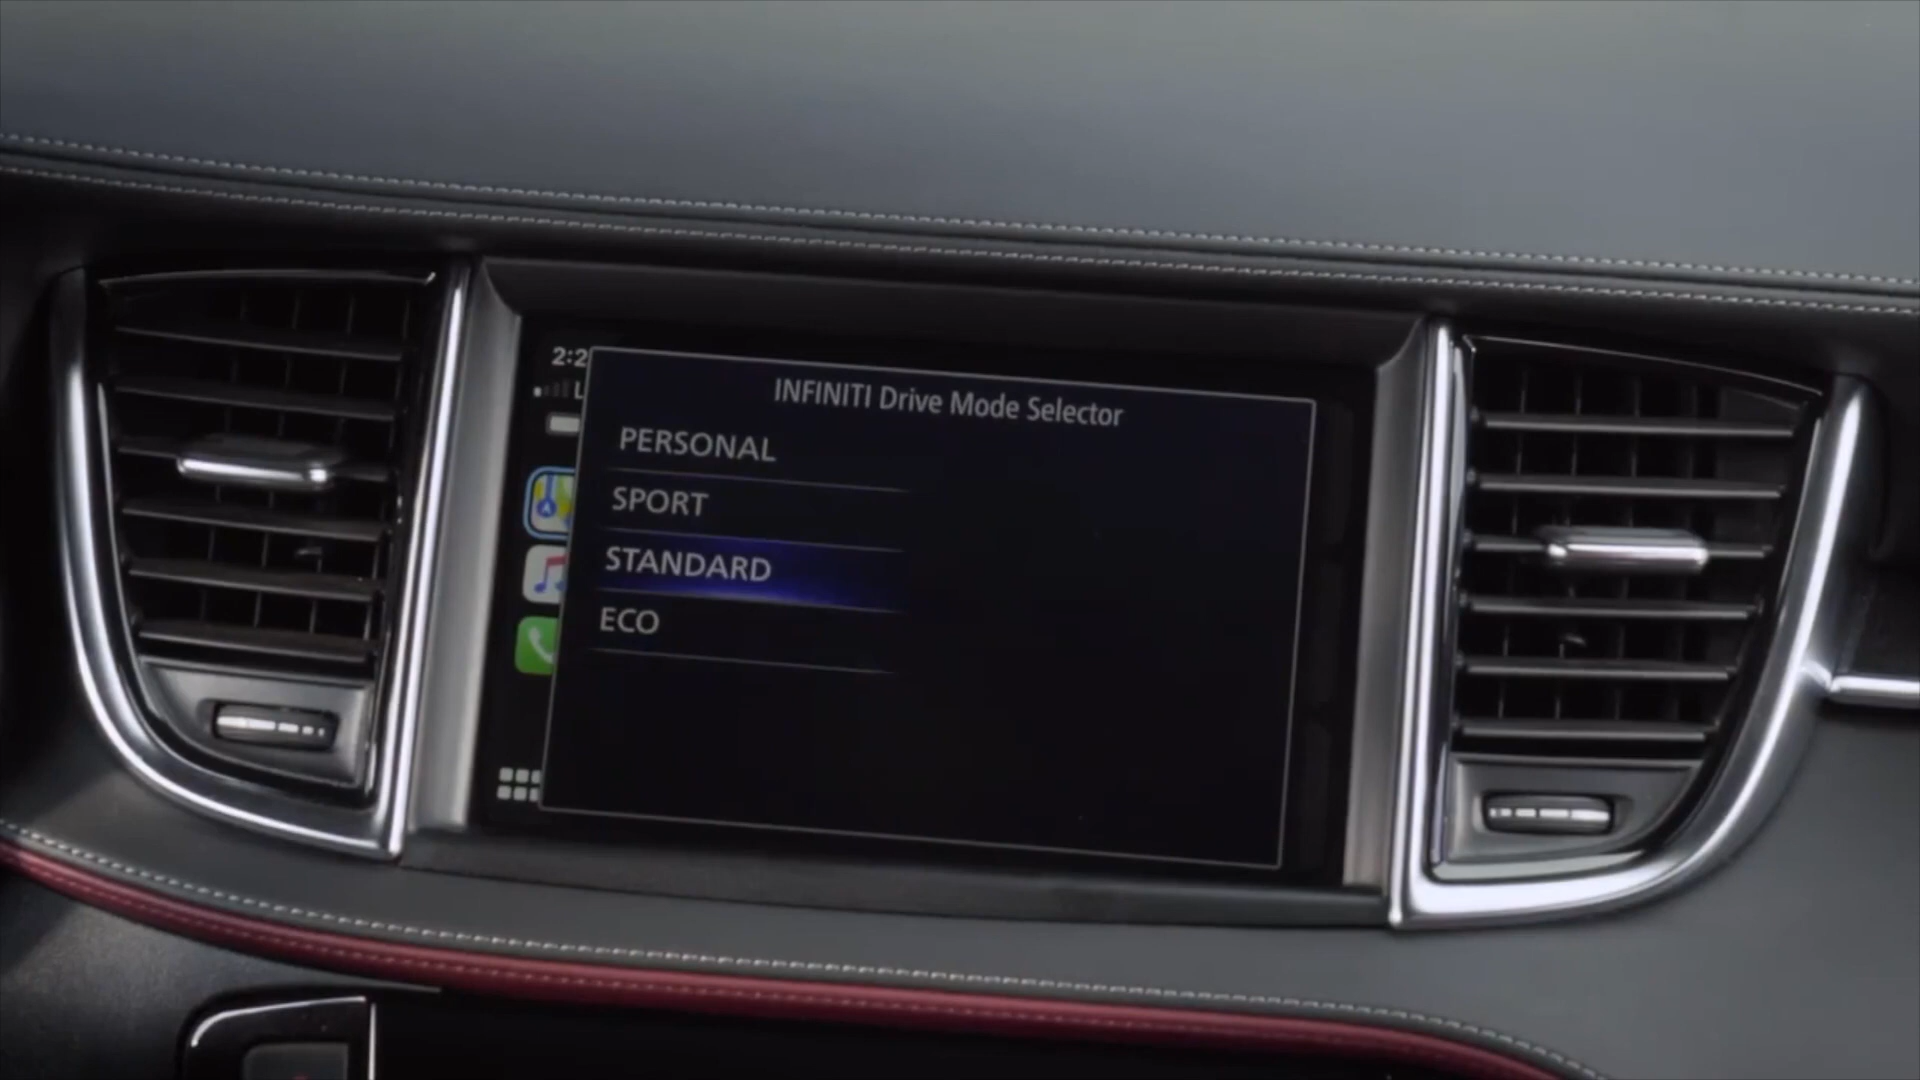 INFINITI Drive Mode Selector
PERSONAL
SPORT
STANDARD
ECO